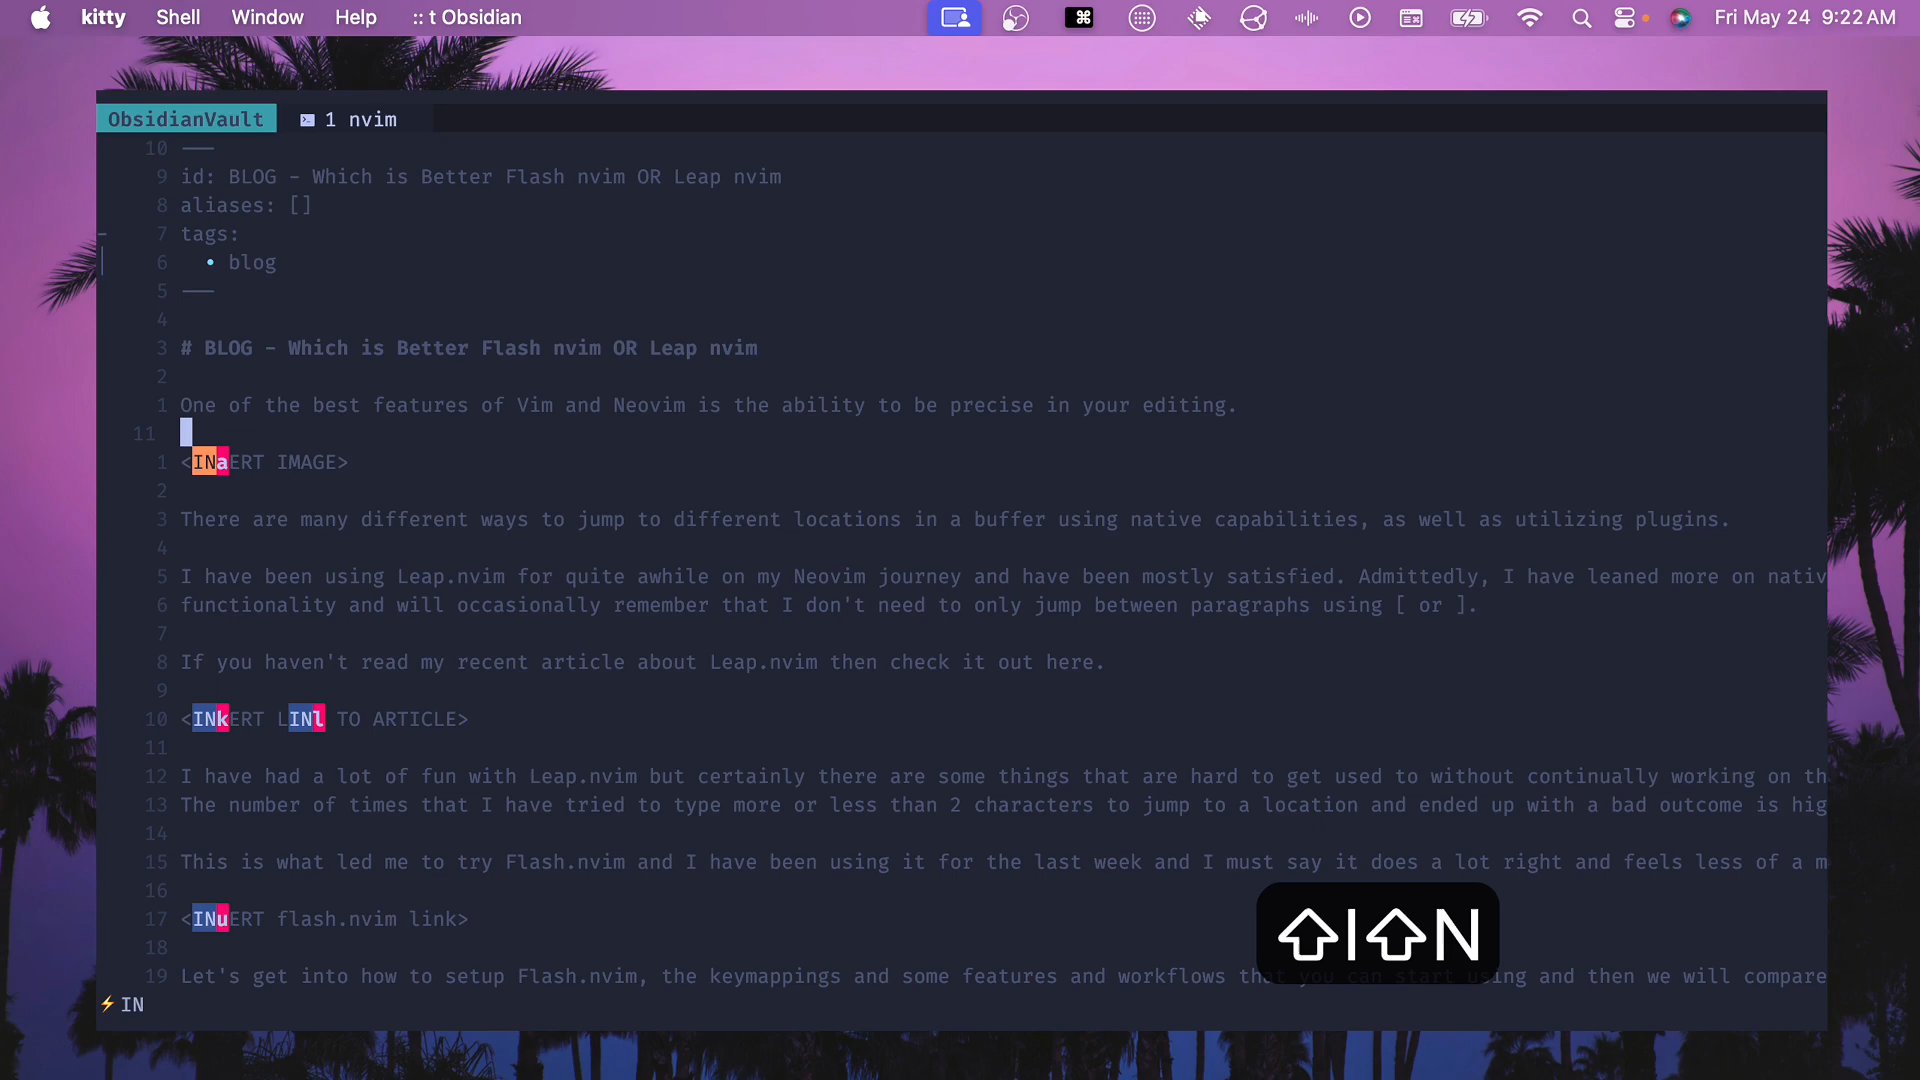 kitty Shell Window Help :: t Obsidian Fri May 24 9:22 AM
ObsidianVault 1 nvim
10 ---
9 id: BLOG - Which is Better Flash nvim OR Leap nvim
8 aliases: []
7 tags:
6 • blog
5 ---
4
3 # BLOG - Which is Better Flash nvim OR Leap nvim
2
1 One of the best features of Vim and Neovim is the ability to be precise in your editing.
11
1 <INaERT IMAGE>
2
3 There are many different ways to jump to different locations in a buffer using native capabilities, as well as utilizing plugins.
4
5 I have been using Leap.nvim for quite awhile on my Neovim journey and have been mostly satisfied. Admittedly, I have leaned more on nativ
6 functionality and will occasionally remember that I don't need to only jump between paragraphs using [ or ].
7
8 If you haven't read my recent article about Leap.nvim then check it out here.
9
10 <INkERT LINl TO ARTICLE>
11
12 I have had a lot of fun with Leap.nvim but certainly there are some things that are hard to get used to without continually working on th
13 The number of times that I have tried to type more or less than 2 characters to jump to a location and ended up with a bad outcome is hig
14
15 This is what led me to try Flash.nvim and I have been using it for the last week and I must say it does a lot right and feels less of a m
16
17 <INuERT flash.nvim link>
18
19 Let's get into how to setup Flash.nvim, the keymappings and some features and workflows that you can start using and then we will compare
⚡IN
⇧I⇧N